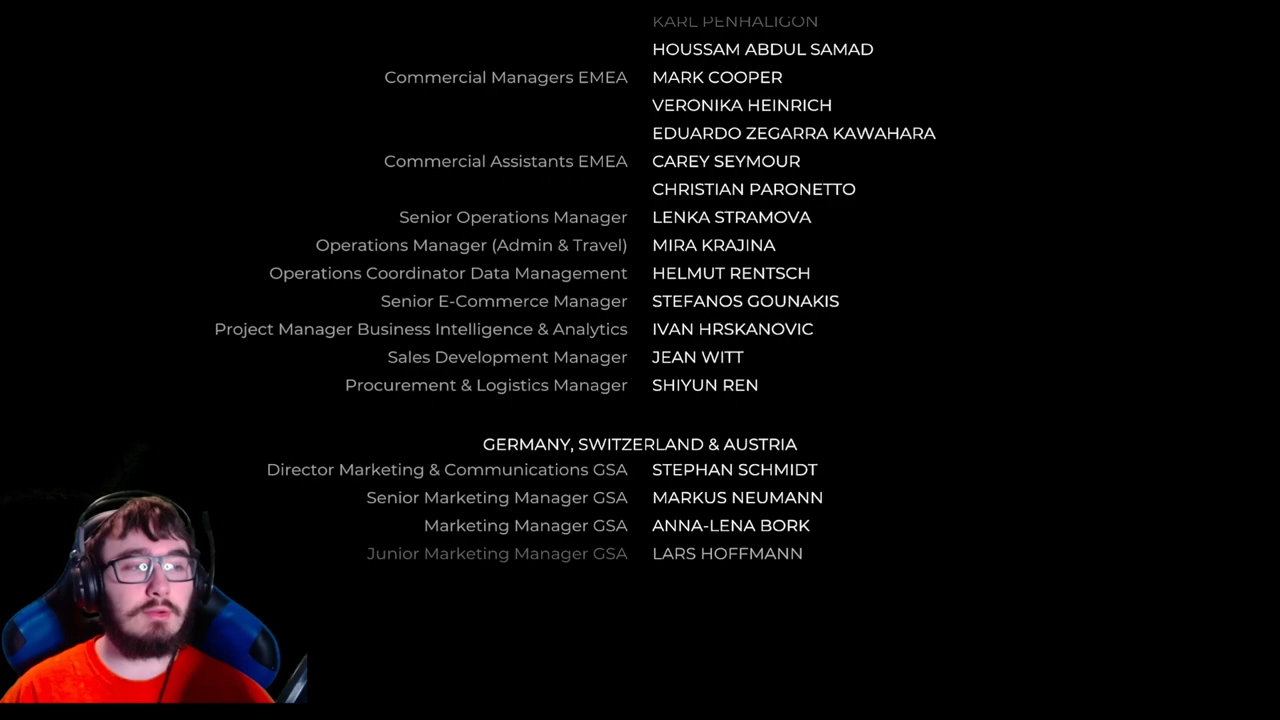 KARL PENHALIGON
HOUSSAM ABDUL SAMAD
Commercial Managers EMEA MARK COOPER
VERONIKA HEINRICH
EDUARDO ZEGARRA KAWAHARA
Commercial Assistants EMEA CAREY SEYMOUR
CHRISTIAN PARONETTO
Senior Operations Manager LENKA STRAMOVA
Operations Manager (Admin & Travel) MIRA KRAJINA
Operations Coordinator Data Management HELMUT RENTSCH
Senior E-Commerce Manager STEFANOS GOUNAKIS
Project Manager Business Intelligence & Analytics IVAN HRSKANOVIC
Sales Development Manager JEAN WITT
Procurement & Logistics Manager SHIYUN REN
GERMANY, SWITZERLAND & AUSTRIA
Director Marketing & Communications GSA STEPHAN SCHMIDT
Senior Marketing Manager GSA MARKUS NEUMANN
Marketing Manager GSA ANNA-LENA BORK
Junior Marketing Manager GSA LARS HOFFMANN